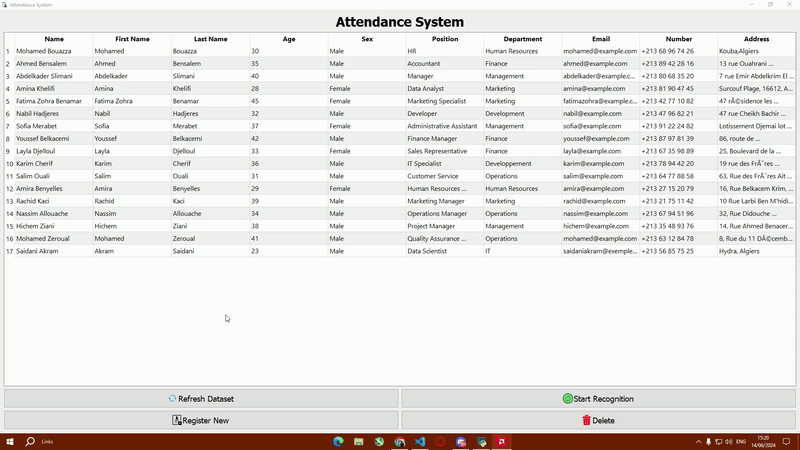 Attendance System
Attendance System
Name First Name Last Name Age Sex Position Department Email Number Address
1 Mohamed Bouazza Mohamed Bouazza 30 Male HR Human Resources mohamed@example.com +213 68 96 74 26 Kouba,Algiers
2 Ahmed Bensalem Ahmed Bensalem 35 Male Accountant Finance ahmed@example.com +213 89 42 28 16 13 rue Ouahrani ...
3 Abdelkader Slimani Abdelkader Slimani 40 Male Manager Management abdelkader@example.c... +213 80 68 35 20 7 rue Emir Abdelkrim El ...
4 Amina Khelifi Amina Khelifi 28 Female Data Analyst Marketing amina@example.com +213 81 90 47 45 Surcouf Plage, 16612, A...
5 Fatima Zohra Benamar Fatima Zohra Benamar 45 Female Marketing Specialist Marketing fatimazohra@example.c... +213 42 77 10 82 47 rÃ©sidence les ...
6 Nabil Hadjeres Nabil Hadjeres 32 Male Developer Development nabil@example.com +213 47 96 82 21 47 rue Cheikh Bachir ...
7 Sofia Merabet Sofia Merabet 37 Female Administrative Assistant Management sofia@example.com +213 91 22 24 82 Lotissement Djemai lot ...
8 Youssef Belkacemi Youssef Belkacemi 42 Male Finance Manager Finance youssef@example.com +213 87 97 81 39 86, route de ...
9 Layla Djelloul Layla Djelloul 33 Female Sales Representative Finance layla@example.com +213 67 35 98 89 25, Boulevard de la ...
10 Karim Cherif Karim Cherif 36 Male IT Specialist Developpement karim@example.com +213 78 94 42 20 19 rue des FrÃ¨res ...
11 Salim Ouali Salim Ouali 31 Male Customer Service Operations salim@example.com +213 64 77 88 58 63, Rue des FrÃ¨res Ait ...
12 Amira Benyelles Amira Benyelles 29 Female Human Resources ... Human Resources amira@example.com +213 27 15 20 79 16, Rue Belkacem Krim, ...
13 Rachid Kaci Rachid Kaci 39 Male Marketing Manager Marketing rachid@example.com +213 21 75 11 42 10 Rue Larbi Ben M'hidi...
14 Nassim Allouache Nassim Allouache 34 Male Operations Manager Operations nassim@example.com +213 67 94 51 96 32, Rue Didouche ...
15 Hichem Ziani Hichem Ziani 38 Male Project Manager Management hichem@example.com +213 35 48 93 76 14, Rue Ahmed Benacer...
16 Mohamed Zeroual Mohamed Zeroual 41 Male Quality Assurance ... Operations mohamed@example.com +213 63 12 84 78 8, Rue du 11 DÃ©cemb...
17 Saidani Akram Akram Saidani 23 Male Data Scientist IT saidaniakram@exemple... +213 56 85 75 25 Hydra, Algiers
Refresh Dataset Start Recognition
Register New Delete
Links ENG 15:20
14/06/2024